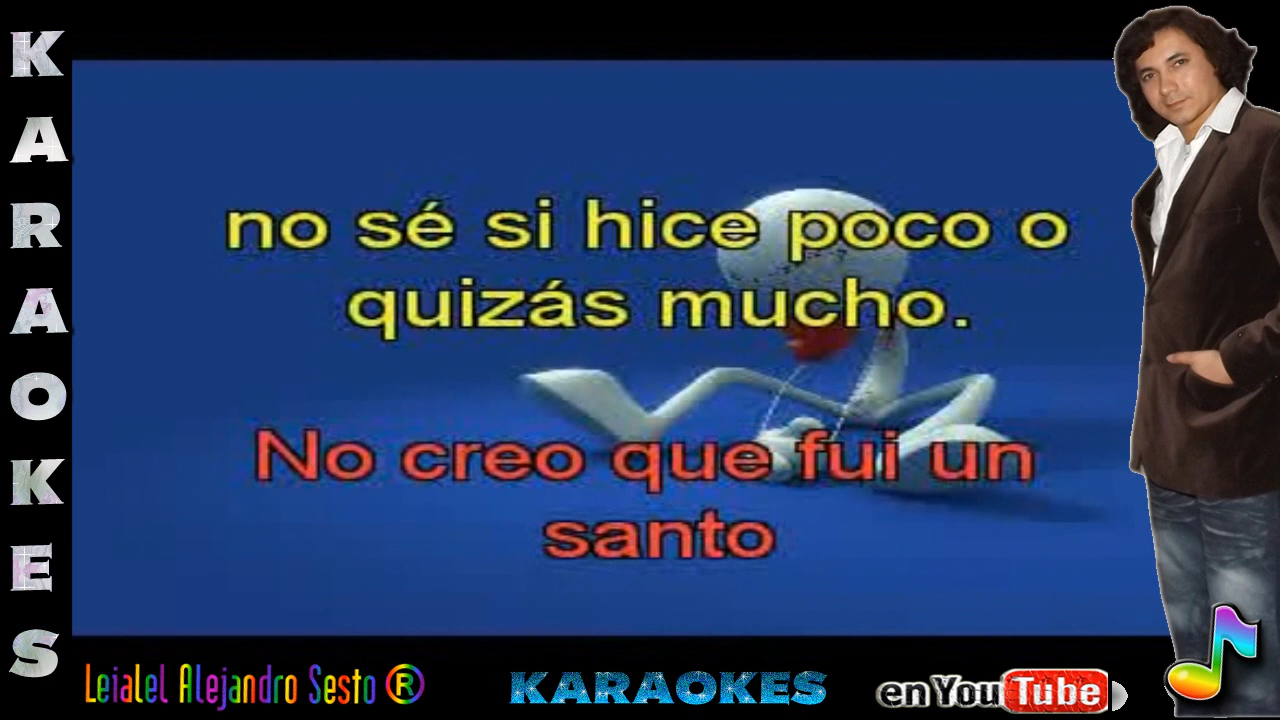 KARAOKES
no sé si hice poco o
quizás mucho.
No creo que fui un
santo
Leialel Alejandro Sesto ®
KARAOKES
en YouTube